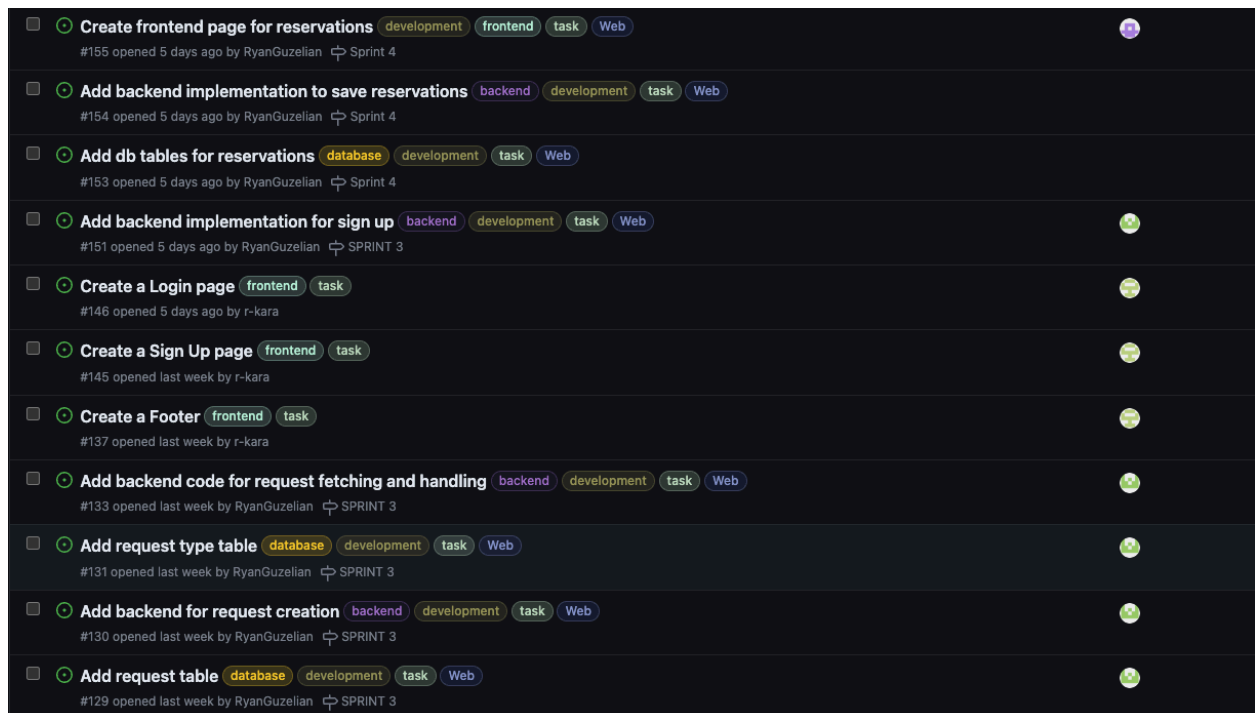 Create frontend page for reservations development frontend task Web
#155 opened 5 days ago by RyanGuzelian Sprint 4
Add backend implementation to save reservations backend development task Web
#154 opened 5 days ago by RyanGuzelian Sprint 4
Add db tables for reservations database development task Web
#153 opened 5 days ago by RyanGuzelian Sprint 4
Add backend implementation for sign up backend development task Web
#151 opened 5 days ago by RyanGuzelian SPRINT 3
Create a Login page frontend task
#146 opened 5 days ago by r-kara
Create a Sign Up page frontend task
#145 opened last week by r-kara
Create a Footer frontend task
#137 opened last week by r-kara
Add backend code for request fetching and handling backend development task Web
#133 opened last week by RyanGuzelian SPRINT 3
Add request type table database development task Web
#131 opened last week by RyanGuzelian SPRINT 3
Add backend for request creation backend development task Web
#130 opened last week by RyanGuzelian SPRINT 3
Add request table database development task Web
#129 opened last week by RyanGuzelian SPRINT 3